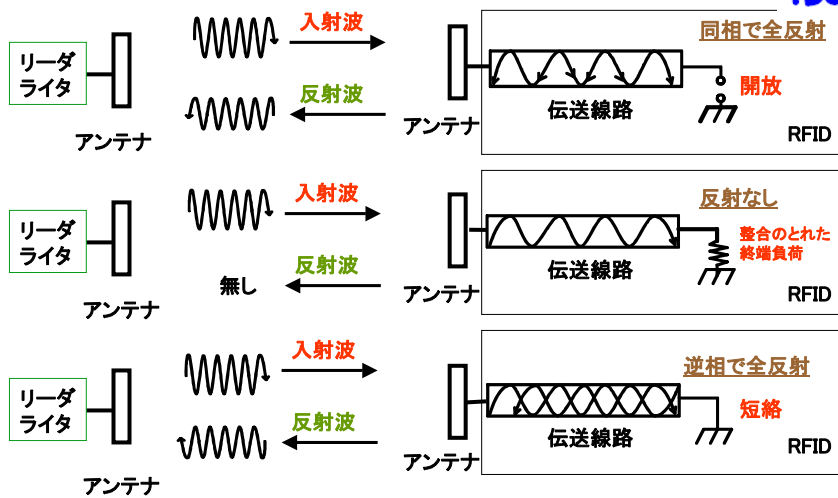 入射波
同相で全反射
リーダ
ライタ
反射波
開放
伝送線路
アンテナ
アンテナ
RFID
入射波
反射なし
リーダ
ライタ
整合のとれた
終端負荷
反射波
無し
伝送線路
アンテナ
アンテナ
RFID
入射波
逆相で全反射
リーダ
ライタ
反射波
短絡
伝送線路
アンテナ
アンテナ
RFID